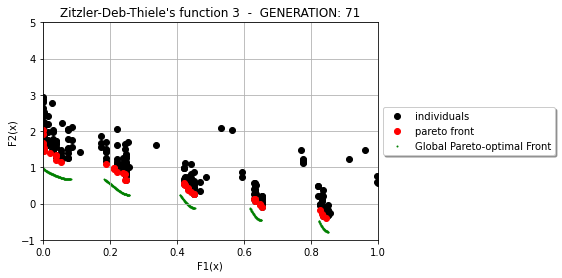 Zitzler-Deb-Thiele's function 3 - GENERATION: 71
5
4
3
2
1
0
−1
F2(x)
0.0 0.2 0.4 0.6 0.8 1.0
F1(x)
individuals
pareto front
Global Pareto-optimal Front